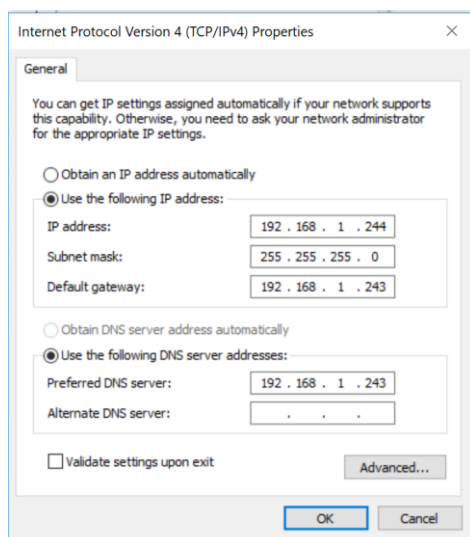 Internet Protocol Version 4 (TCP/IPv4) Properties
General
You can get IP settings assigned automatically if your network supports
this capability. Otherwise, you need to ask your network administrator
for the appropriate IP settings.
Obtain an IP address automatically
Use the following IP address:
IP address: 192 . 168 . 1 . 244
Subnet mask: 255 . 255 . 255 . 0
Default gateway: 192 . 168 . 1 . 243
Obtain DNS server address automatically
Use the following DNS server addresses:
Preferred DNS server: 192 . 168 . 1 . 243
Alternate DNS server: . . .
Validate settings upon exit
Advanced...
OK Cancel